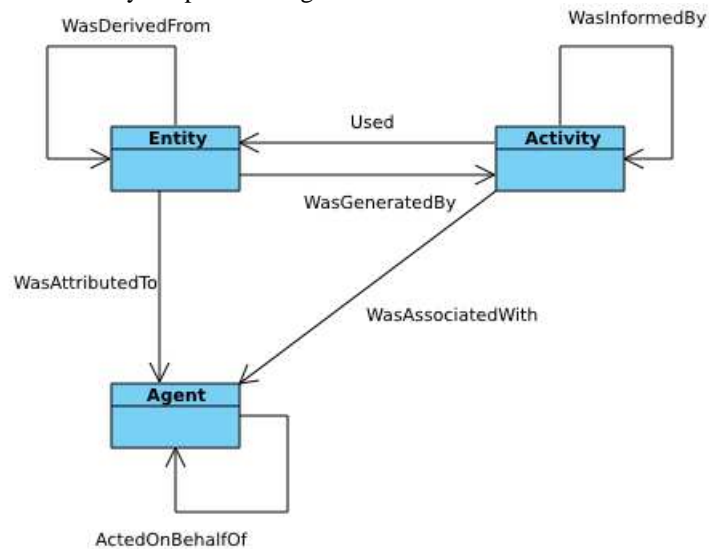 WasDerivedFrom
WasInformedBy
Entity
Used
Activity
WasGeneratedBy
WasAttributedTo
WasAssociatedWith
Agent
ActedOnBehalfOf